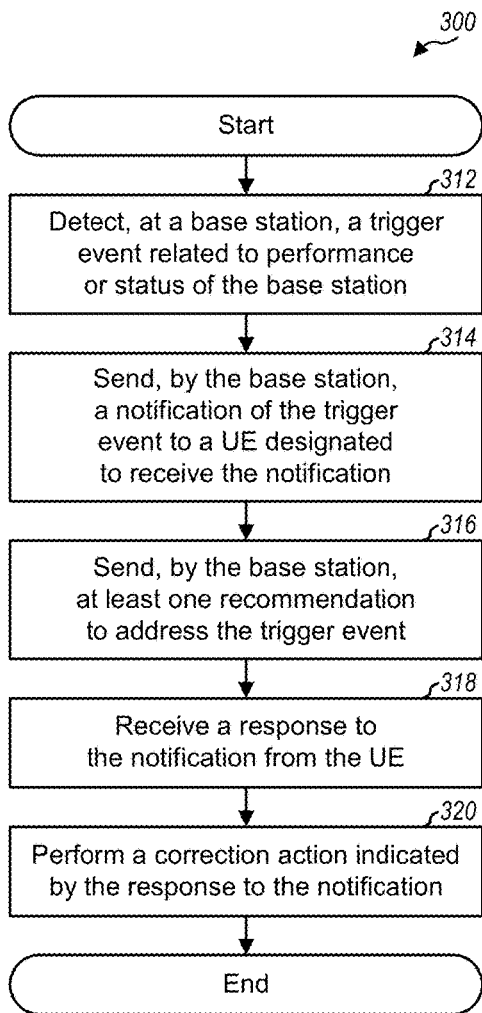 300
Start
312
Detect, at a base station, a trigger
event related to performance
or status of the base station
314
Send, by the base station,
a notification of the trigger
event to a UE designated
to receive the notification
316
Send, by the base station,
at least one recommendation
to address the trigger event
318
Receive a response to
the notification from the UE
320
Perform a correction action indicated
by the response to the notification
End